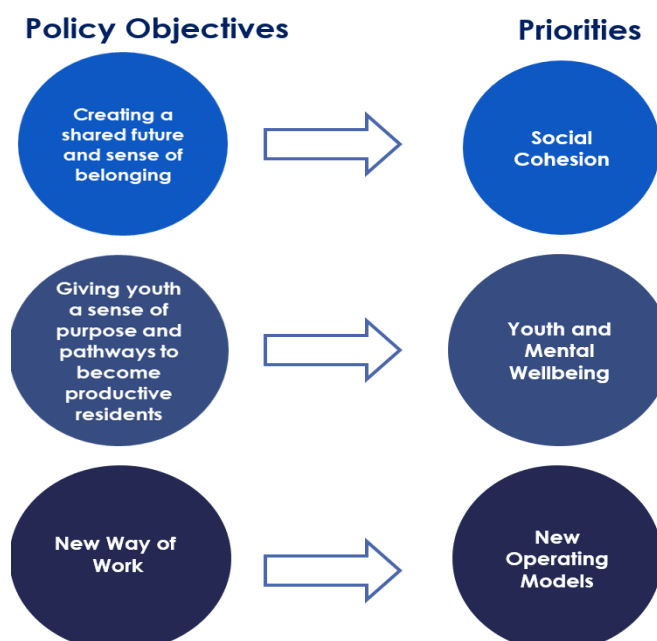 Policy Objectives
Priorities
Creating a
shared future
and sense of
belonging
Social
Cohesion
Giving youth
a sense of
purpose and
pathways to
become
productive
residents
Youth and
Mental
Wellbeing
New Way of
Work
New
Operating
Models